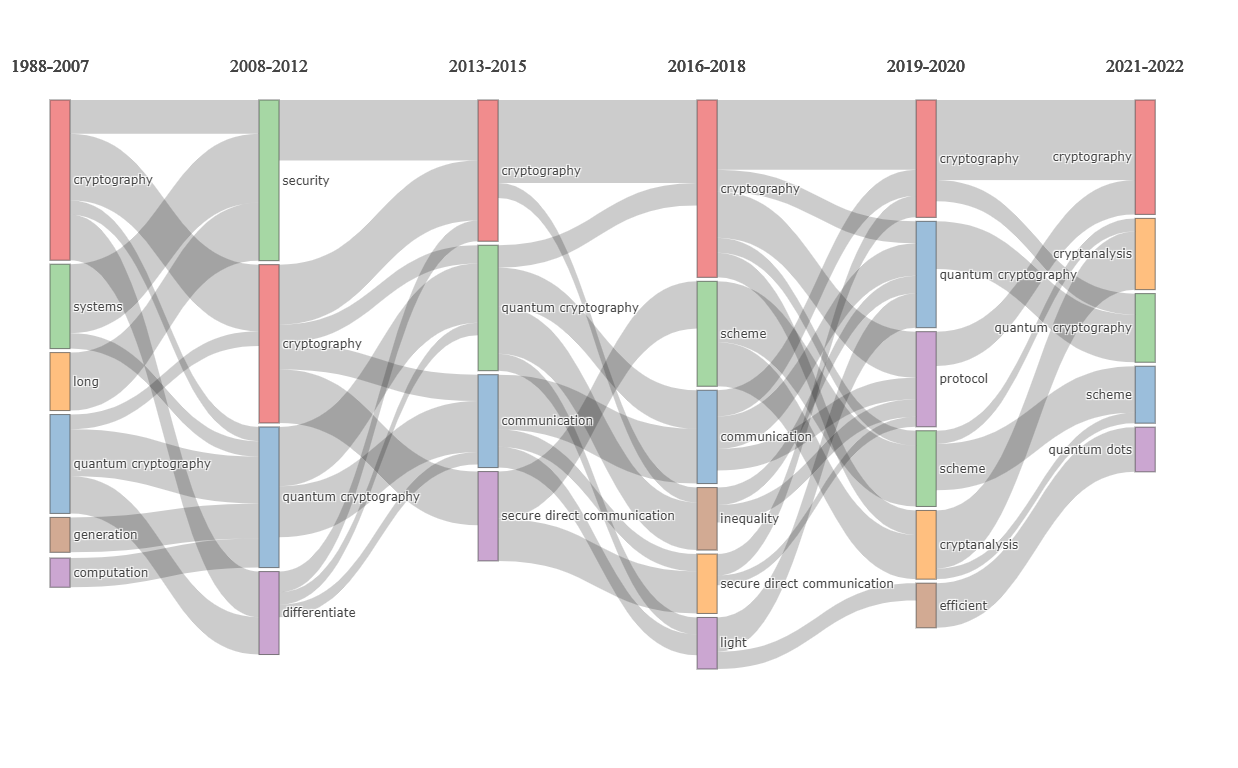 1988-2007
2008-2012
2013-2015
2016-2018
2019-2020
2021-2022
cryptography
systems
long
quantum cryptography
generation
computation
security
cryptography
quantum cryptography
differentiate
cryptography
quantum cryptography
communication
secure direct communication
cryptography
scheme
communication
inequality
secure direct communication
light
cryptography
quantum cryptography
protocol
scheme
cryptanalysis
efficient
cryptography
cryptanalysis
quantum cryptography
scheme
quantum dots